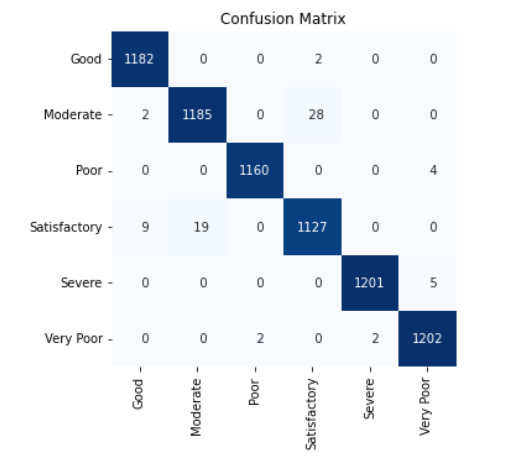 Confusion Matrix
Good 1182 0 0 2 0 0
Moderate 2 1185 0 28 0 0
Poor 0 0 1160 0 0 4
Satisfactory 9 19 0 1127 0 0
Severe 0 0 0 0 1201 5
Very Poor 0 0 2 0 2 1202
Good Moderate Poor Satisfactory Severe Very Poor